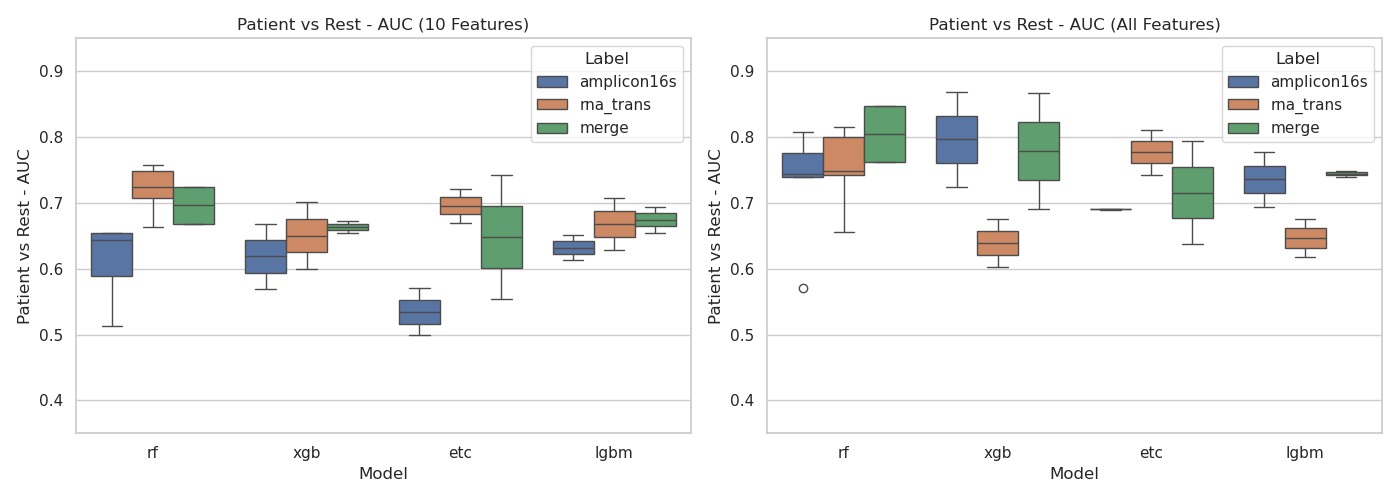 Patient vs Rest - AUC (10 Features)
Patient vs Rest - AUC
0.9
0.8
0.7
0.6
0.5
0.4
Label
amplicon16s
rna_trans
merge
rf
xgb
etc
lgbm
Model
Patient vs Rest - AUC (All Features)
Patient vs Rest - AUC
0.9
0.8
0.7
0.6
0.5
0.4
Label
amplicon16s
rna_trans
merge
rf
xgb
etc
lgbm
Model